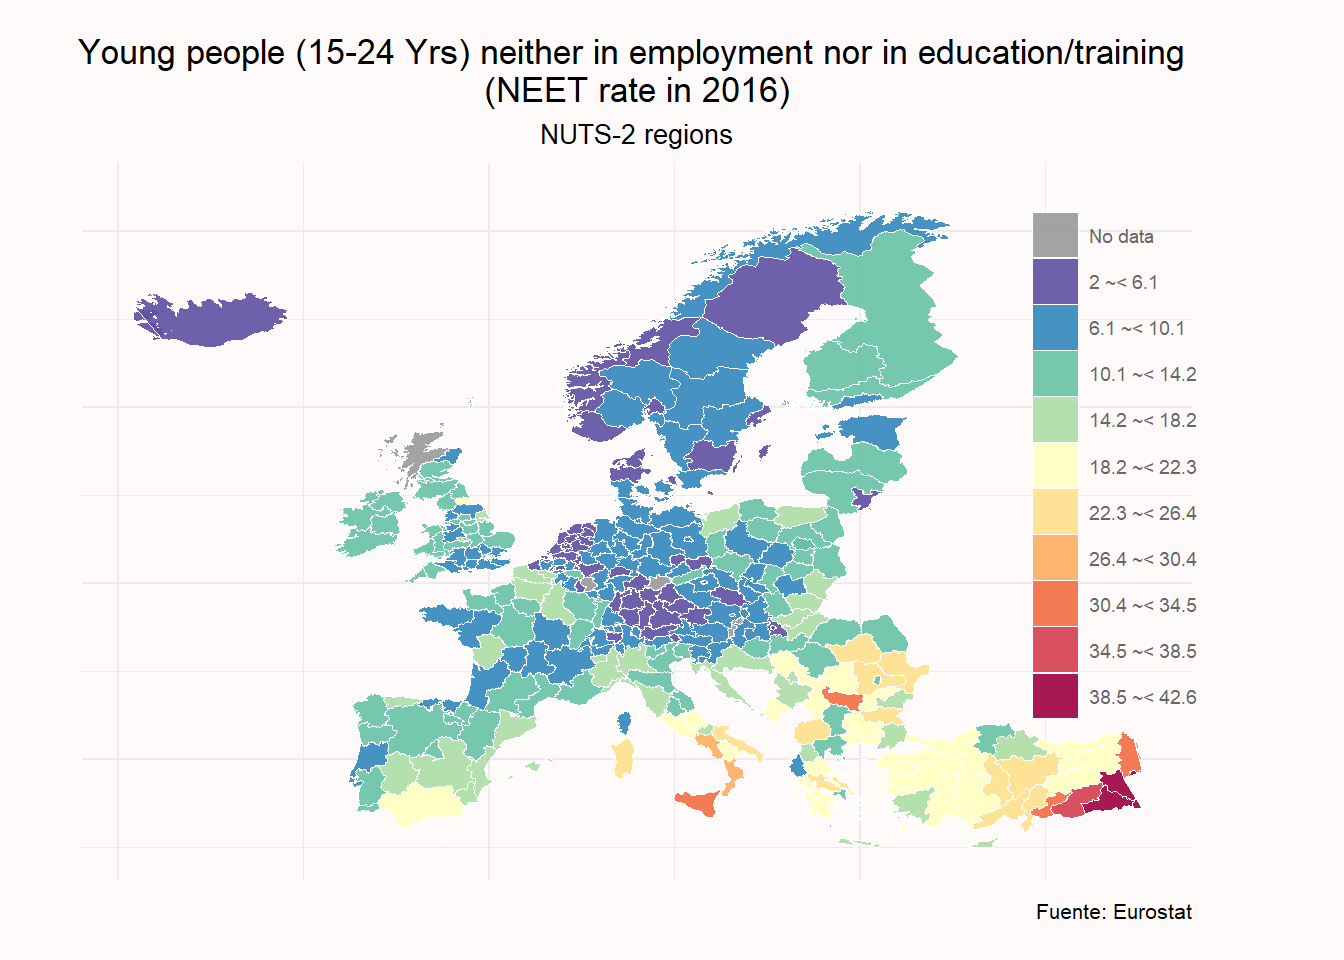 Young people (15-24 Yrs) neither in employment nor in education/training
(NEET rate in 2016)
NUTS-2 regions
No data
2 ~< 6.1
6.1 ~< 10.1
10.1 ~< 14.2
14.2 ~< 18.2
18.2 ~< 22.3
22.3 ~< 26.4
26.4 ~< 30.4
30.4 ~< 34.5
34.5 ~< 38.5
38.5 ~< 42.6
Fuente: Eurostat